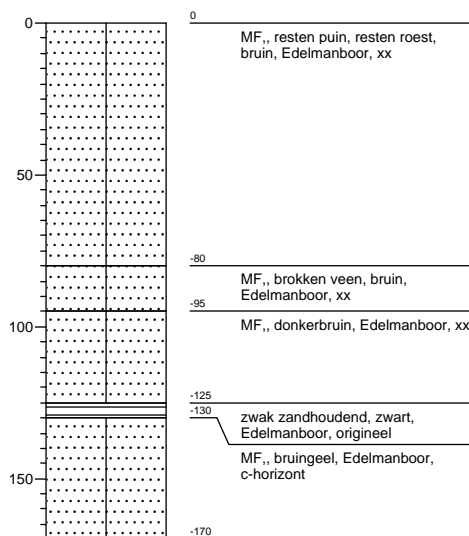 0
0
MF,, resten puin, resten roest,
bruin, Edelmanboor, xx
50
-80
MF,, brokken veen, bruin,
Edelmanboor, xx
-95
MF,, donkerbruin, Edelmanboor, xx
100
-125
zwak zandhoudend, zwart,
Edelmanboor, origineel
-130
MF,, bruingeel, Edelmanboor,
c-horizont
150
-170